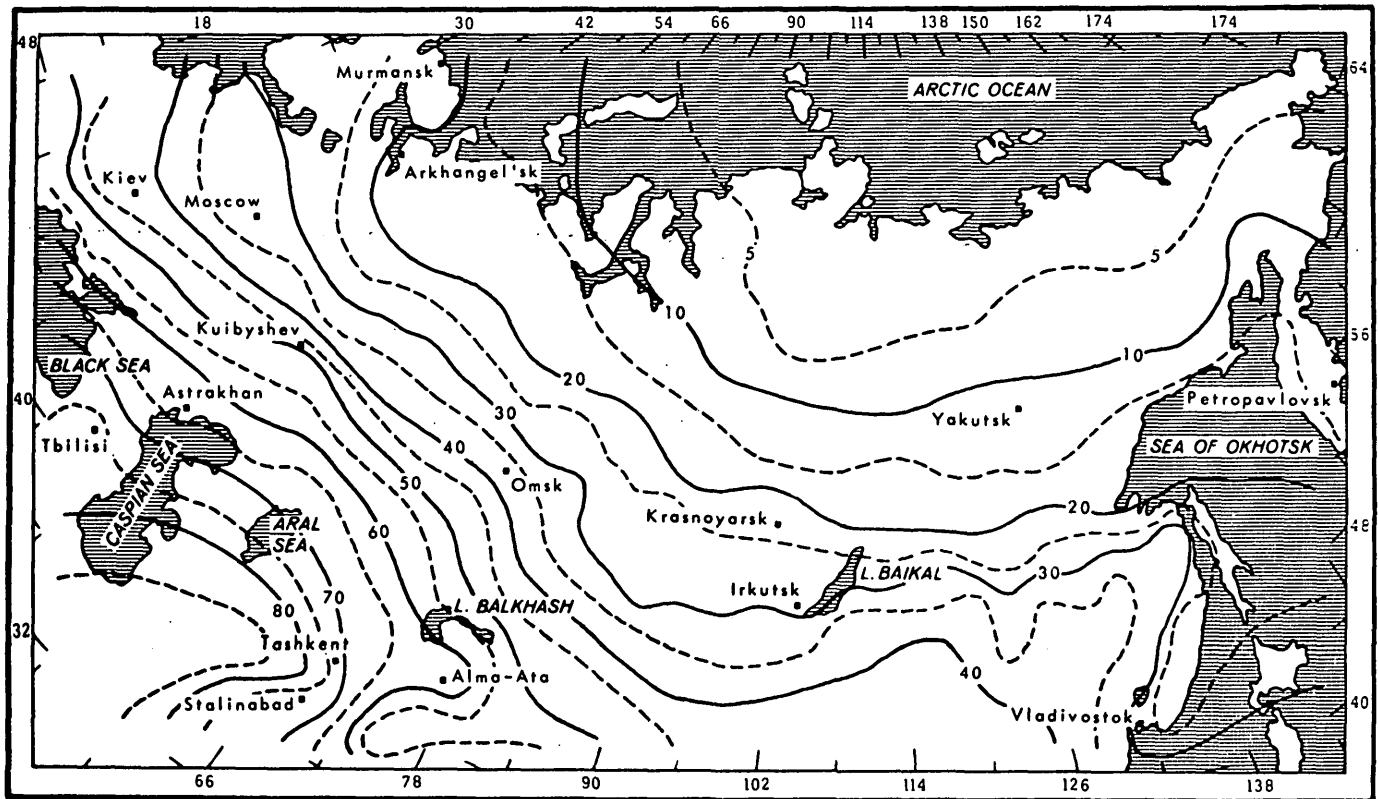 18 30 42 54 66 90 114 138 150 162 174 174
48
64
Murmansk
ARCTIC OCEAN
Arkhangel'sk
Kiev
Moscow
5
5
10
Kuibyshev
10
56
BLACK SEA
20
Astrakhan
30
40
Yakutsk
Petropavlovsk
Tbilisi
40
SEA OF OKHOTSK
CASPIAN SEA
50
Omsk
ARAL
SEA
60
Krasnoyarsk
20
48
L. BAIKAL
30
Irkutsk
80
70
L. BALKHASH
32
Tashkent
Alma-Ata
40
Stalinabad
Vladivostok
40
66 78 90 102 114 126 138